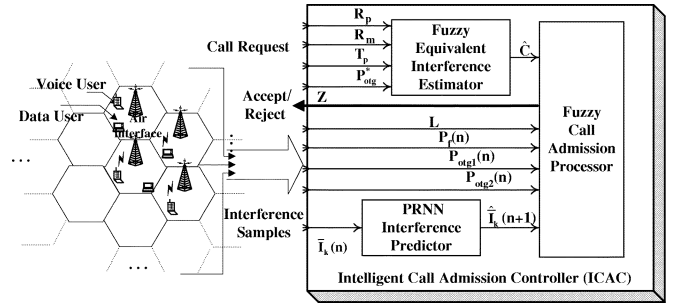 Call Request
Voice User
Data User
Air
Interface
Accept/
Reject
Interference
Samples
...
...
R_p
R_m
T_p
P*_otg
Fuzzy
Equivalent
Interference
Estimator
Ĉ
Z
L
P_f(n)
P_otg1(n)
P_otg2(n)
Fuzzy
Call
Admission
Processor
Ī_k(n)
PRNN
Interference
Predictor
Î_k(n+1)
Intelligent Call Admission Controller (ICAC)